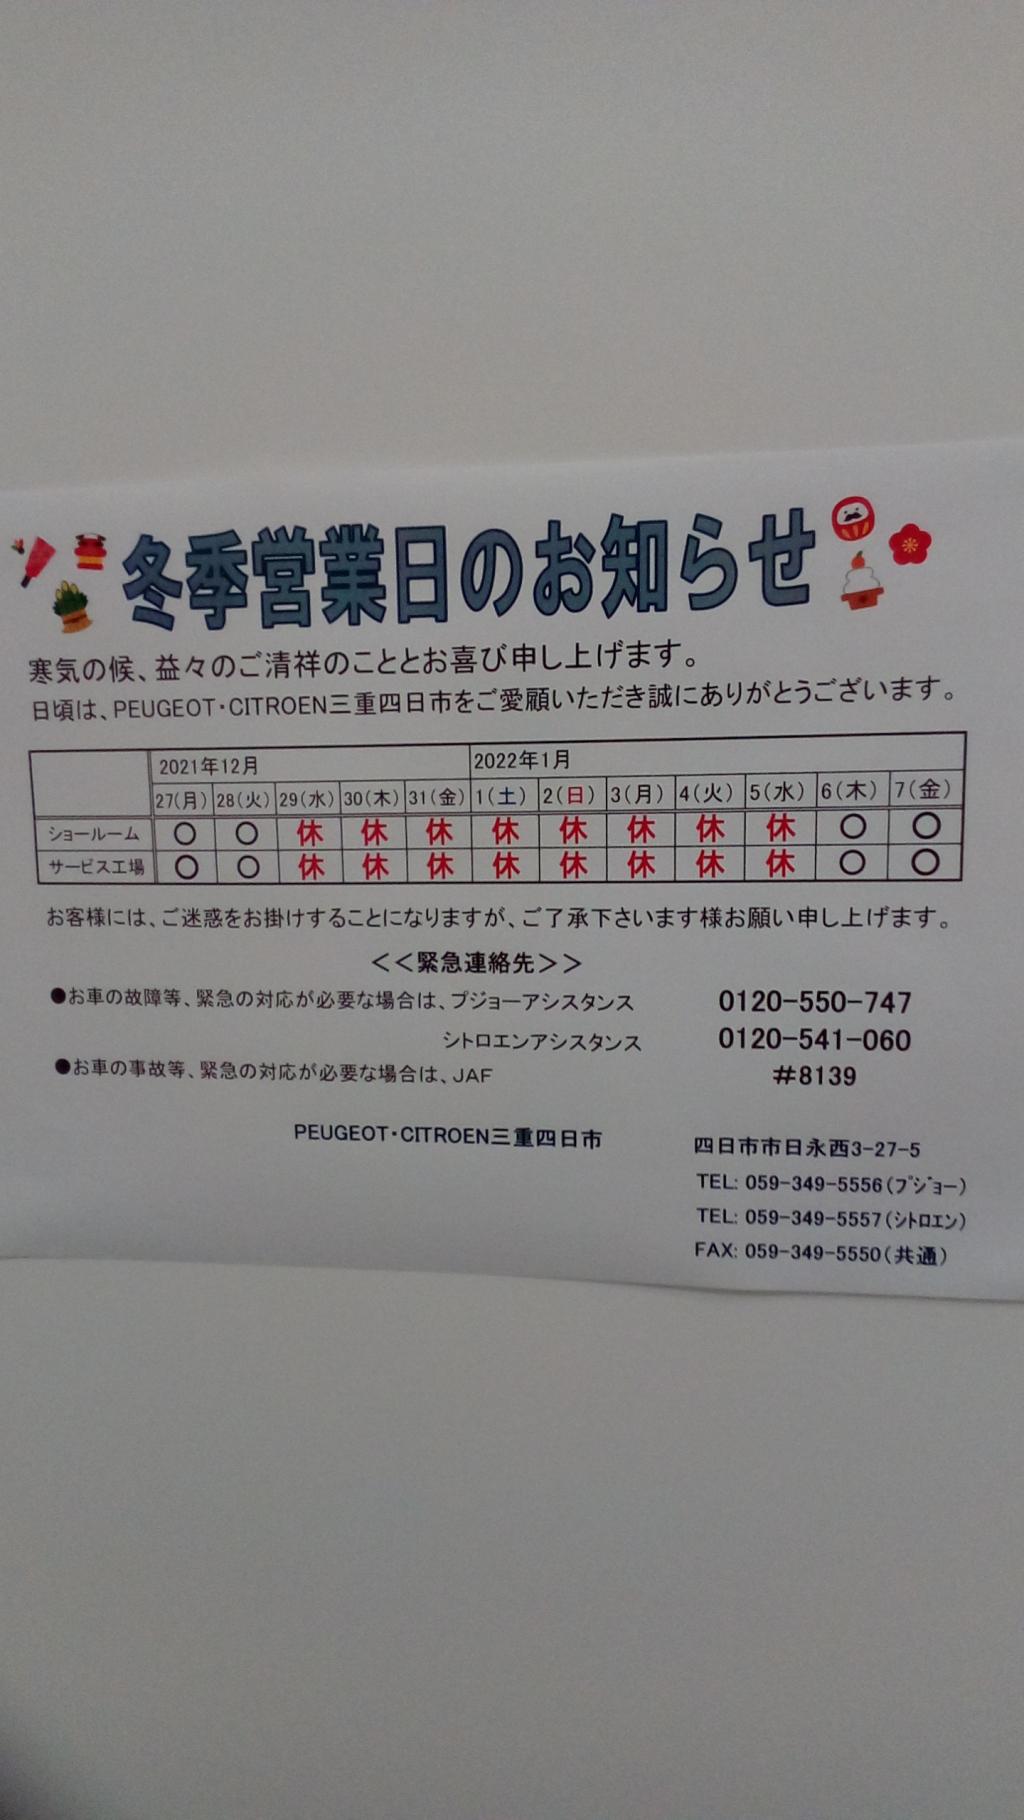 冬季営業日のお知らせ
寒気の候、益々のご清祥のこととお喜び申し上げます。
日頃は、PEUGEOT・CITROEN三重四日市をご愛顧いただき誠にありがとうございます。
2021年12月 2022年1月
27(月) 28(火) 29(水) 30(木) 31(金) 1(土) 2(日) 3(月) 4(火) 5(水) 6(木) 7(金)
ショールーム 〇 〇 休 休 休 休 休 休 休 休 〇 〇
サービス工場 〇 〇 休 休 休 休 休 休 休 休 〇 〇
お客様には、ご迷惑をお掛けすることになりますが、ご了承下さいます様お願い申し上げます。
<<緊急連絡先>>
●お車の故障等、緊急の対応が必要な場合は、プジョーアシスタンス 0120-550-747
シトロエンアシスタンス 0120-541-060
●お車の事故等、緊急の対応が必要な場合は、JAF #8139
PEUGEOT・CITROEN三重四日市 四日市市日永西3-27-5
TEL: 059-349-5556(プジョー)
TEL: 059-349-5557(シトロエン)
FAX: 059-349-5550(共通)